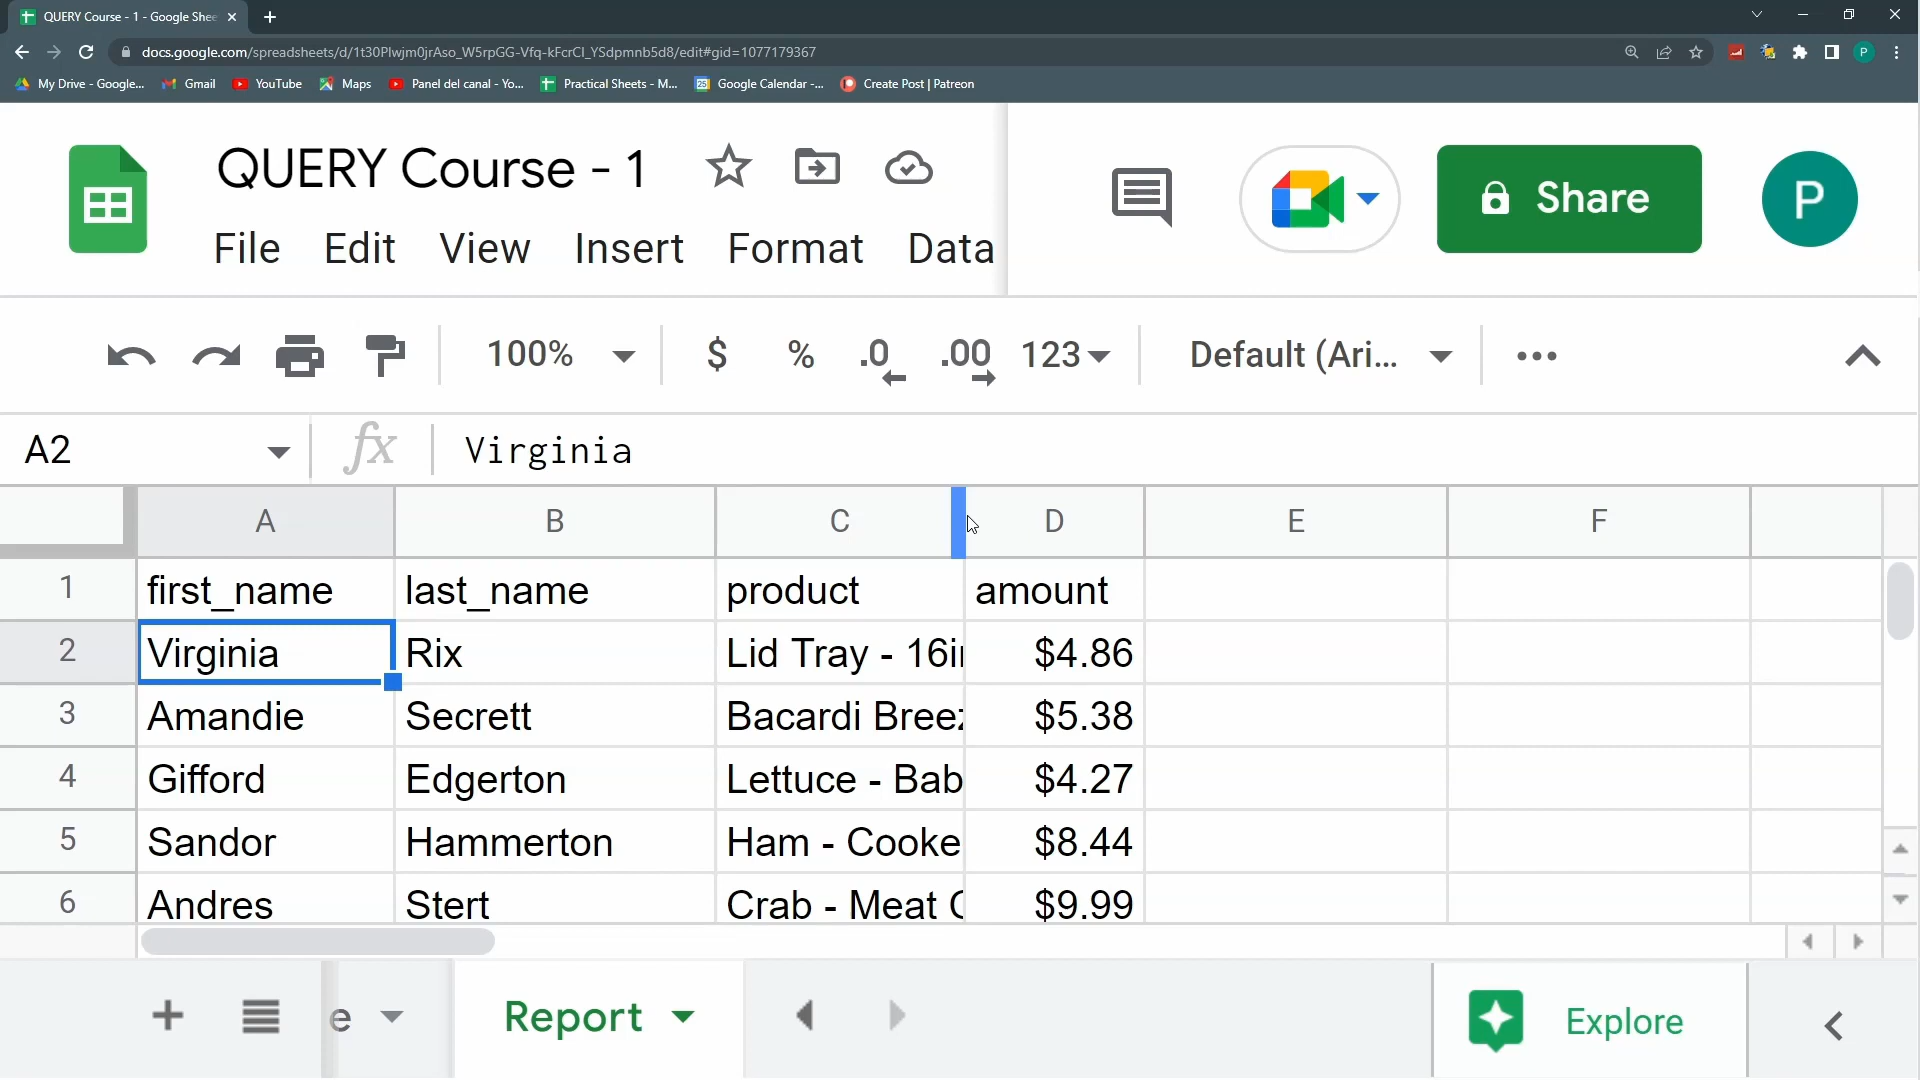 QUERY Course - 1 - Google Shee
docs.google.com/spreadsheets/d/1t30Plwjm0jrAso_W5rpGG-Vfq-kFcrCl_YSdpmnb5d8/edit#gid=1077179367
P
My Drive - Google... Gmail YouTube Maps Panel del canal - Yo... Practical Sheets - M... Google Calendar -... Create Post | Patreon
QUERY Course - 1
Share
P
File Edit View Insert Format Data
100% $ % .0 .00 123 Default (Ari...
A2 fx Virginia
A B C D E F
1 first_name last_name product amount
2 Virginia Rix Lid Tray - 16i $4.86
3 Amandie Secrett Bacardi Breez $5.38
4 Gifford Edgerton Lettuce - Bab $4.27
5 Sandor Hammerton Ham - Cooke $8.44
6 Andres Stert Crab - Meat C $9.99
e Report Explore